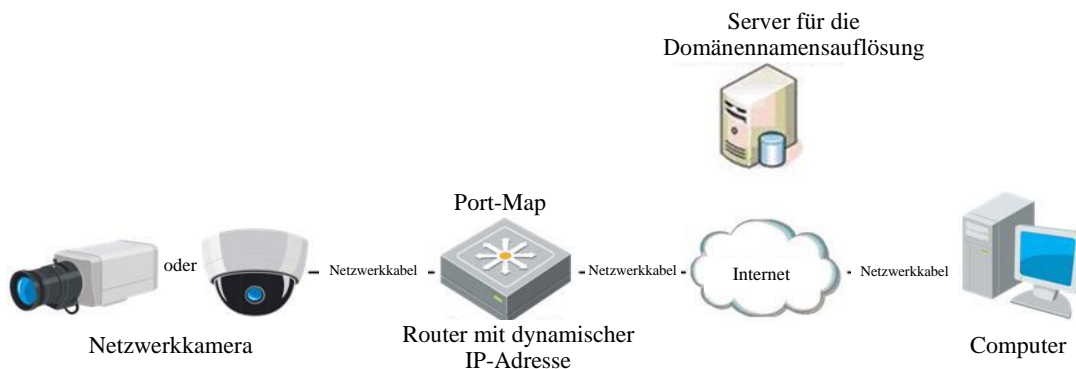 Server für die
Domänennamensauflösung
Port-Map
oder
Netzwerkkabel
Netzwerkkabel
Internet
Netzwerkkabel
Netzwerkkamera
Router mit dynamischer
IP-Adresse
Computer